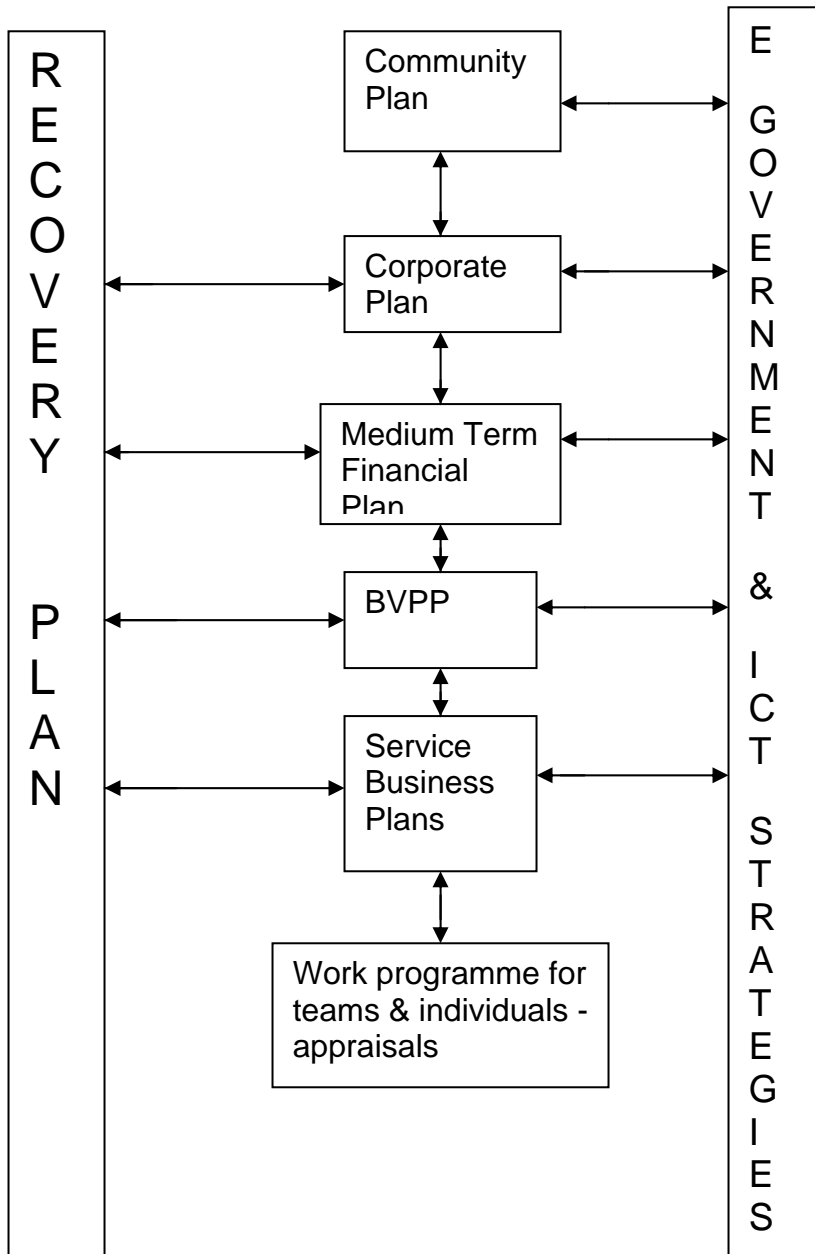 RECOVERY PLAN
Community
Plan
Corporate
Plan
Medium Term
Financial
Plan
BVPP
Service
Business
Plans
Work programme for
teams & individuals -
appraisals
E GOVERNMENT & ICT STRATEGIES